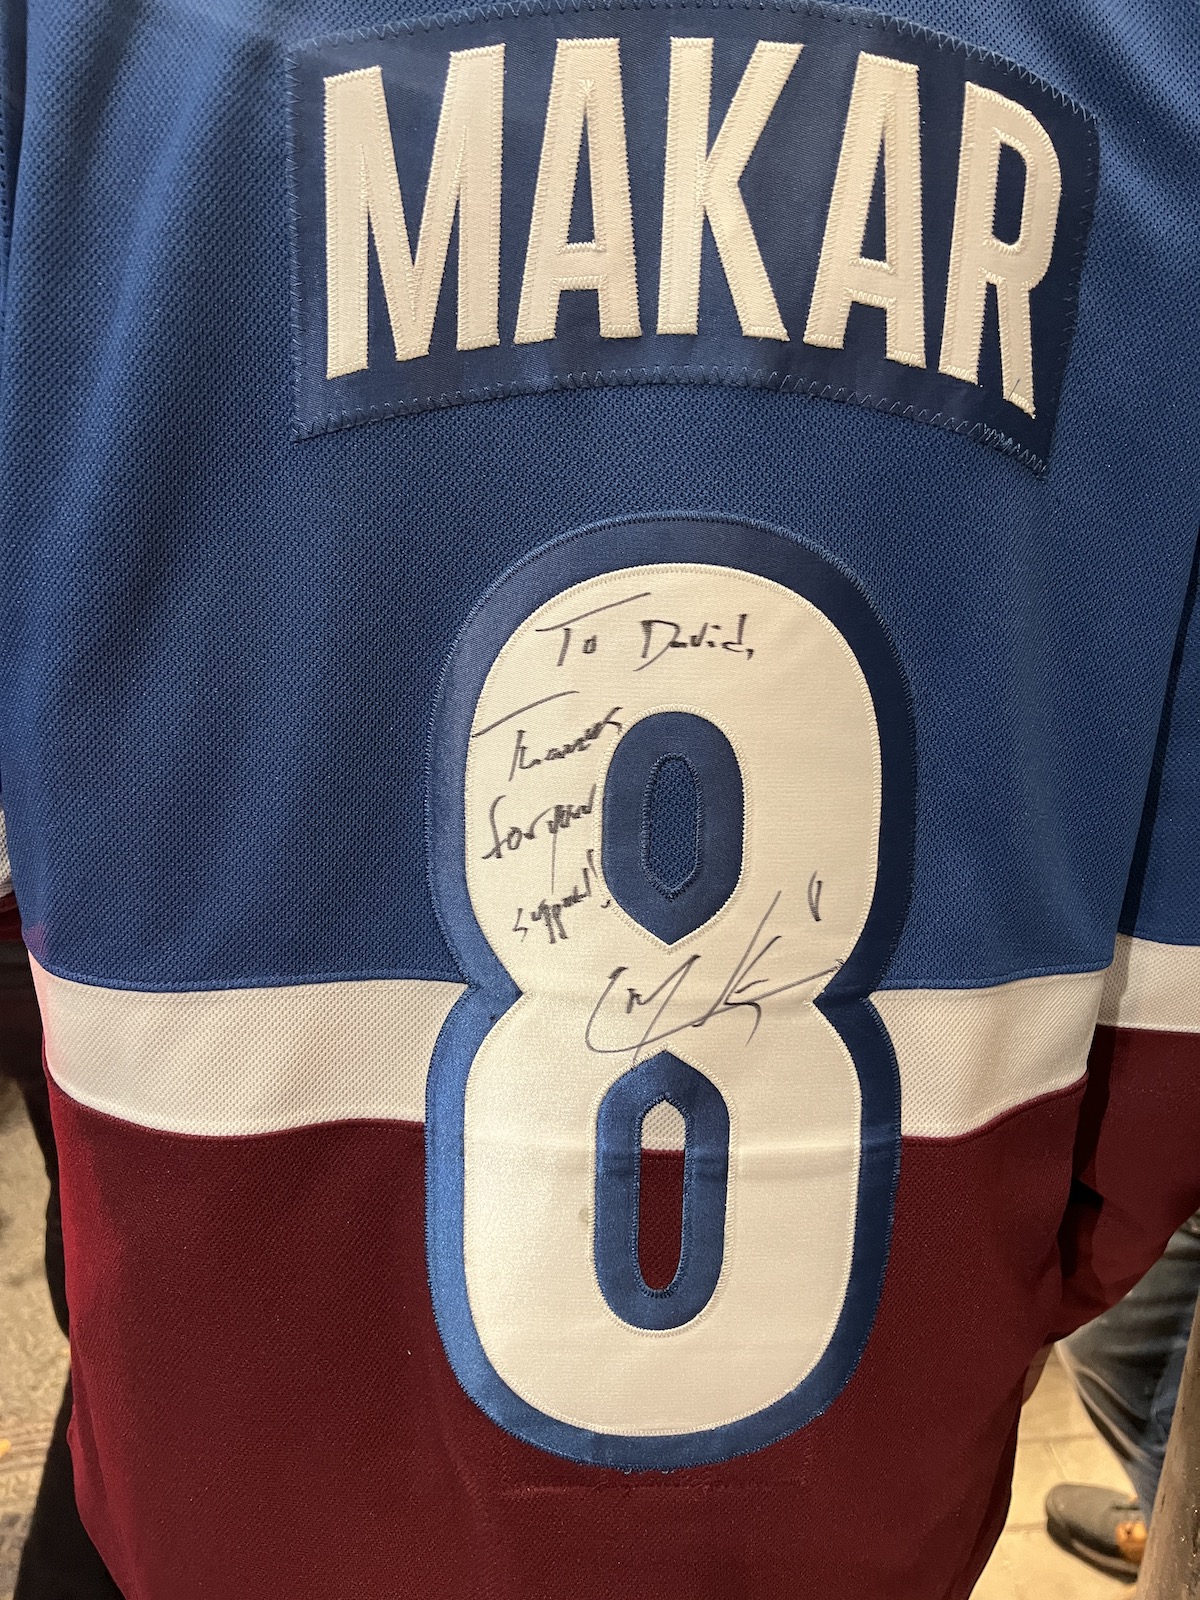 MAKAR
8
To David,
Thanks
for your
support!